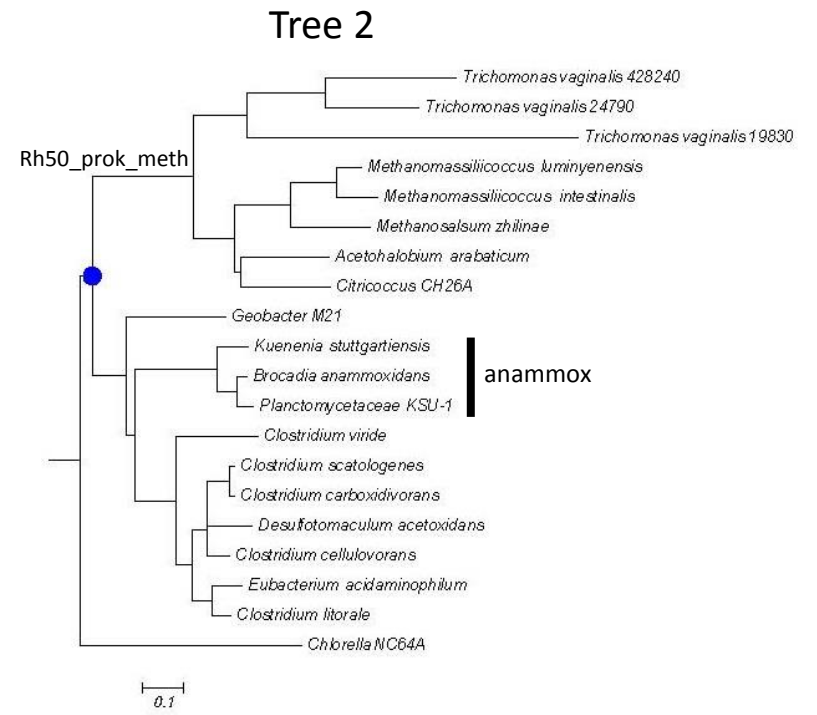 Tree 2
Trichomonas vaginalis 428240
Trichomonas vaginalis 24790
Trichomonas vaginalis 19830
Rh50_prok_meth
Methanomassiliicoccus luminyenensis
Methanomassiliicoccus intestinalis
Methanosalsum zhilinae
Acetohalobium arabaticum
Citricoccus CH26A
Geobacter M21
Kuenenia stuttgartiensis
Brocadia anammoxidans
anammox
Planctomycetaceae KSU-1
Clostridium viride
Clostridium scatologenes
Clostridium carboxidivorans
Desulfotomaculum acetoxidans
Clostridium cellulovorans
Eubacterium acidaminophilum
Clostridium litorale
Chlorella NC64A
0.1